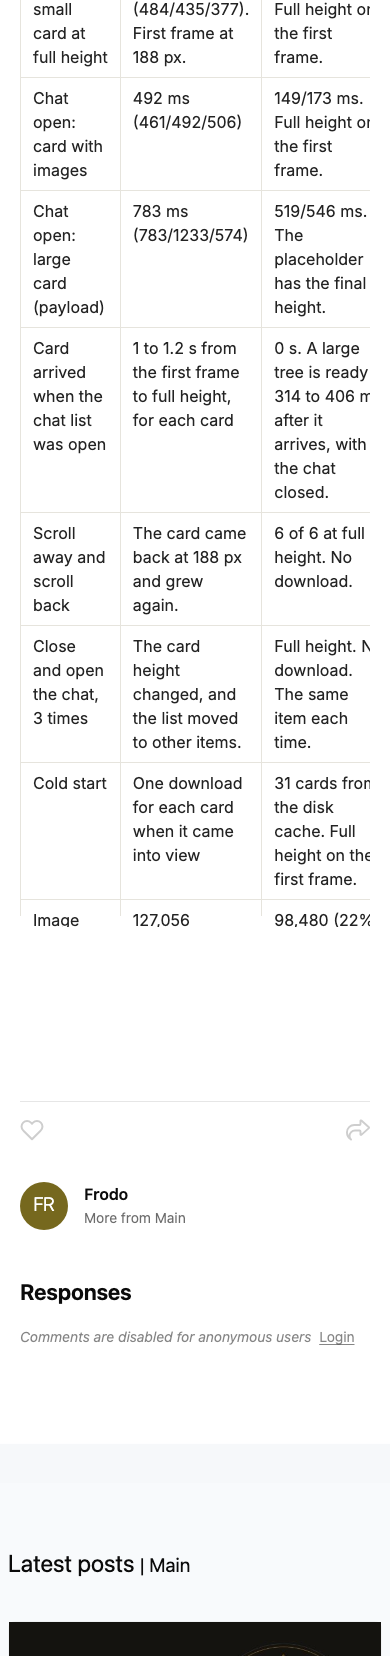 small
card at
full height
(484/435/377).
First frame at
188 px.
Full height on
the first
frame.
Chat
open:
card with
images
492 ms
(461/492/506)
149/173 ms.
Full height on
the first
frame.
Chat
open:
large
card
(payload)
783 ms
(783/1233/574)
519/546 ms.
The
placeholder
has the final
height.
Card
arrived
when the
chat list
was open
1 to 1.2 s from
the first frame
to full height,
for each card
0 s. A large
tree is ready
314 to 406 m
after it
arrives, with
the chat
closed.
Scroll
away and
scroll
back
The card came
back at 188 px
and grew
again.
6 of 6 at full
height. No
download.
Close
and open
the chat,
3 times
The card
height
changed, and
the list moved
to other items.
Full height. N
download.
The same
item each
time.
Cold start
One download
for each card
when it came
into view
31 cards from
the disk
cache. Full
height on the
first frame.
Image
127,056
98,480 (22%
FR
Frodo
More from Main
Responses
Comments are disabled for anonymous users Login
Latest posts | Main